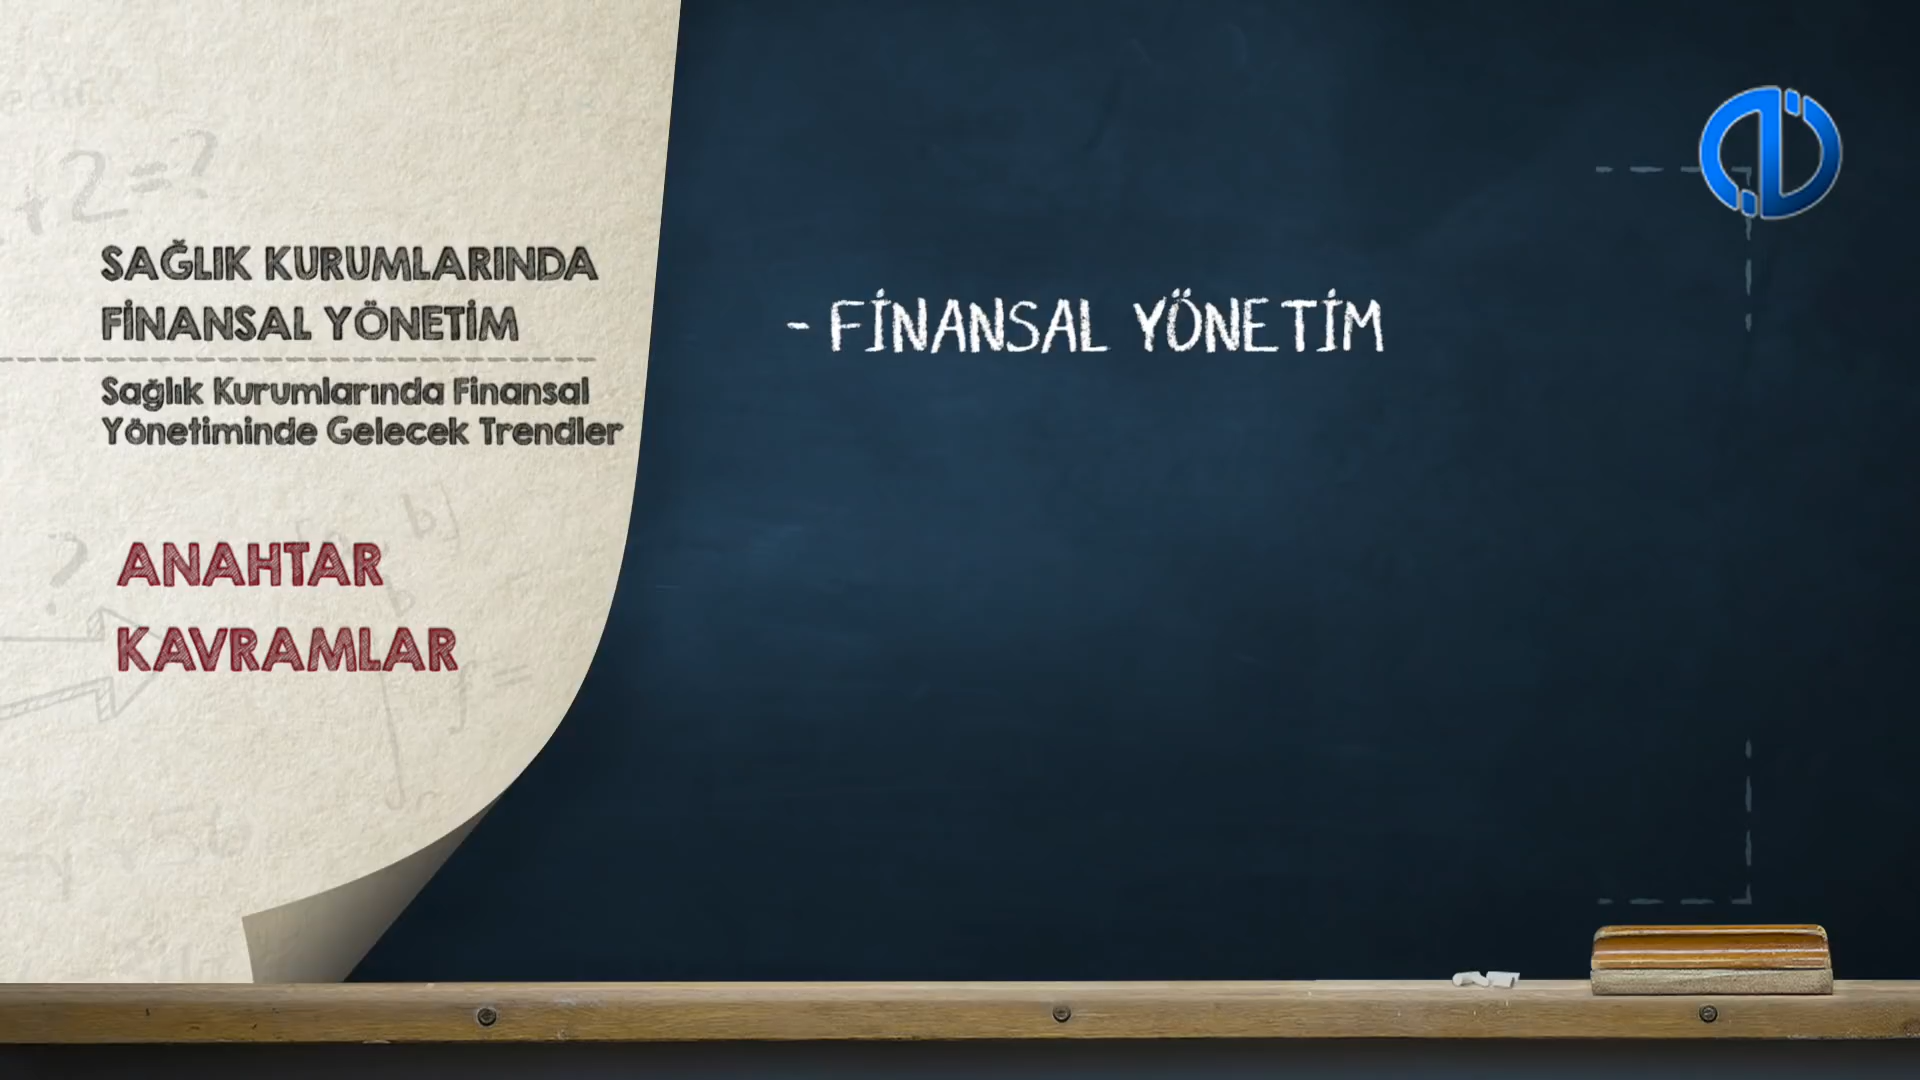 SAĞLIK KURUMLARINDA
FİNANSAL YÖNETİM
Sağlık Kurumlarında Finansal
Yönetiminde Gelecek Trendler
ANAHTAR
KAVRAMLAR
- FİNANSAL YÖNETİM